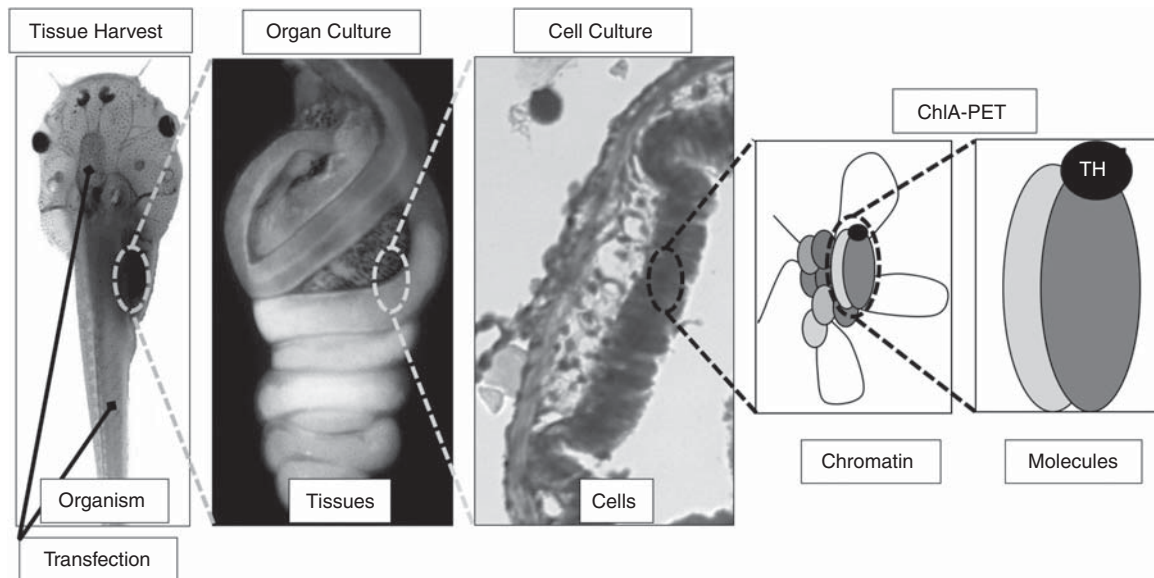 Tissue Harvest
Organ Culture
Cell Culture
ChIA-PET
TH
Organism
Tissues
Cells
Chromatin
Molecules
Transfection